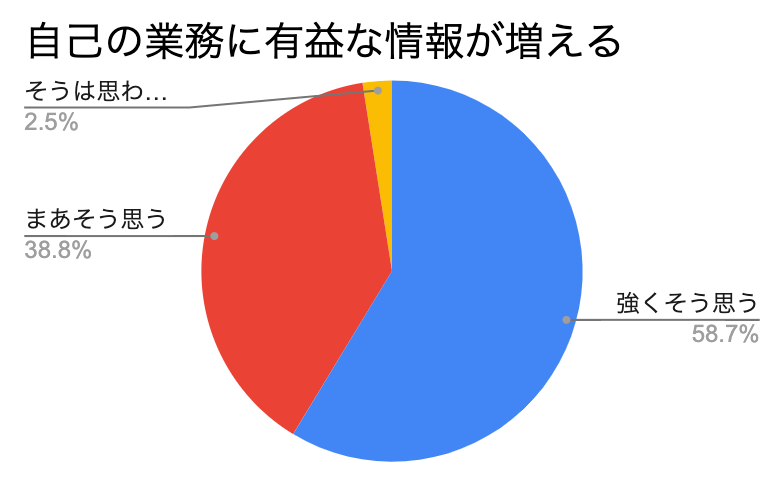 自己の業務に有益な情報が増える
そうは思わ...
2.5%
まあそう思う
38.8%
強くそう思う
58.7%